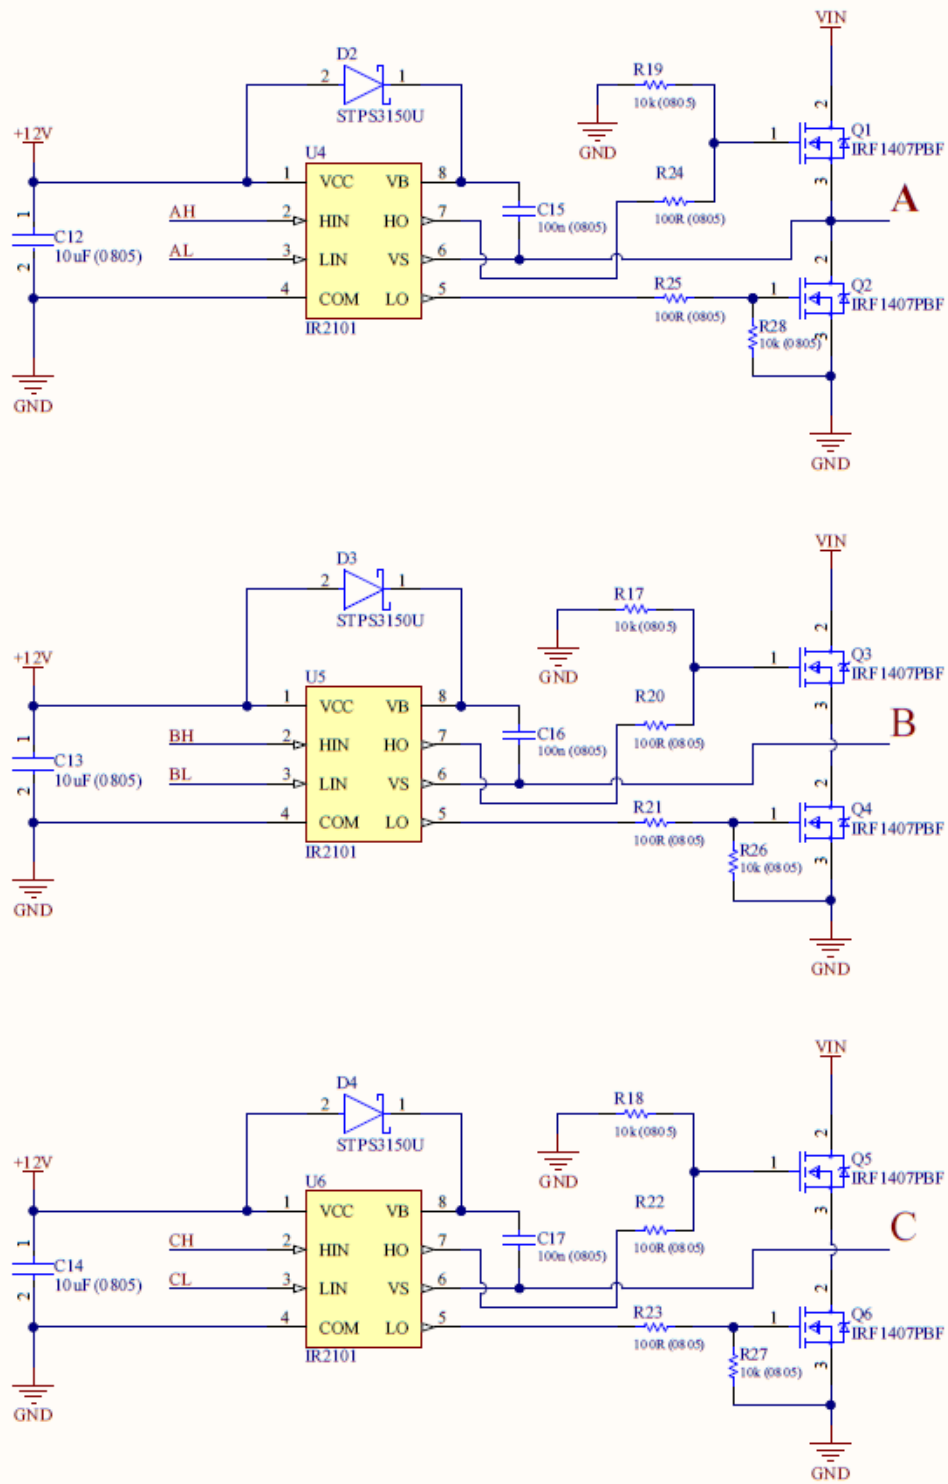 VIN
D2
2 1
STPS3150U
R19
10k(0805)
GND
+12V
U4
1 VCC VB 8
AH 2 HIN HO 7
AL 3 LIN VS 6
4 COM LO 5
IR2101
1
C12
10uF(0805)
2
C15
100n (0805)
R24
100R (0805)
2
1 Q1
IRF1407PBF
3
A
R25
100R (0805)
2
1 Q2
IRF1407PBF
R28
10k (0805)
3
GND
GND
VIN
D3
2 1
STPS3150U
R17
10k(0805)
GND
+12V
U5
1 VCC VB 8
BH 2 HIN HO 7
BL 3 LIN VS 6
4 COM LO 5
IR2101
1
C13
10uF(0805)
2
C16
100n (0805)
R20
100R (0805)
2
1 Q3
IRF1407PBF
3
B
R21
100R (0805)
2
1 Q4
IRF1407PBF
R26
10k (0805)
3
GND
GND
VIN
D4
2 1
STPS3150U
R18
10k(0805)
GND
+12V
U6
1 VCC VB 8
CH 2 HIN HO 7
CL 3 LIN VS 6
4 COM LO 5
IR2101
1
C14
10uF(0805)
2
C17
100n (0805)
R22
100R (0805)
2
1 Q5
IRF1407PBF
3
C
R23
100R (0805)
2
1 Q6
IRF1407PBF
R27
10k (0805)
3
GND
GND